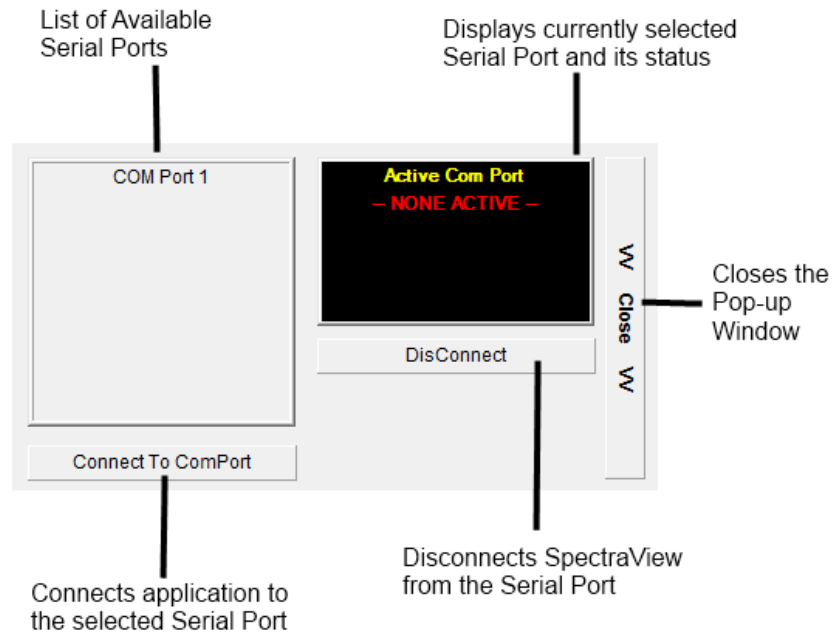 List of Available
Serial Ports
Displays currently selected
Serial Port and its status
COM Port 1
Active Com Port
-- NONE ACTIVE --
VV Close VV
Closes the
Pop-up
Window
DisConnect
Connect To ComPort
Connects application to
the selected Serial Port
Disconnects SpectraView
from the Serial Port